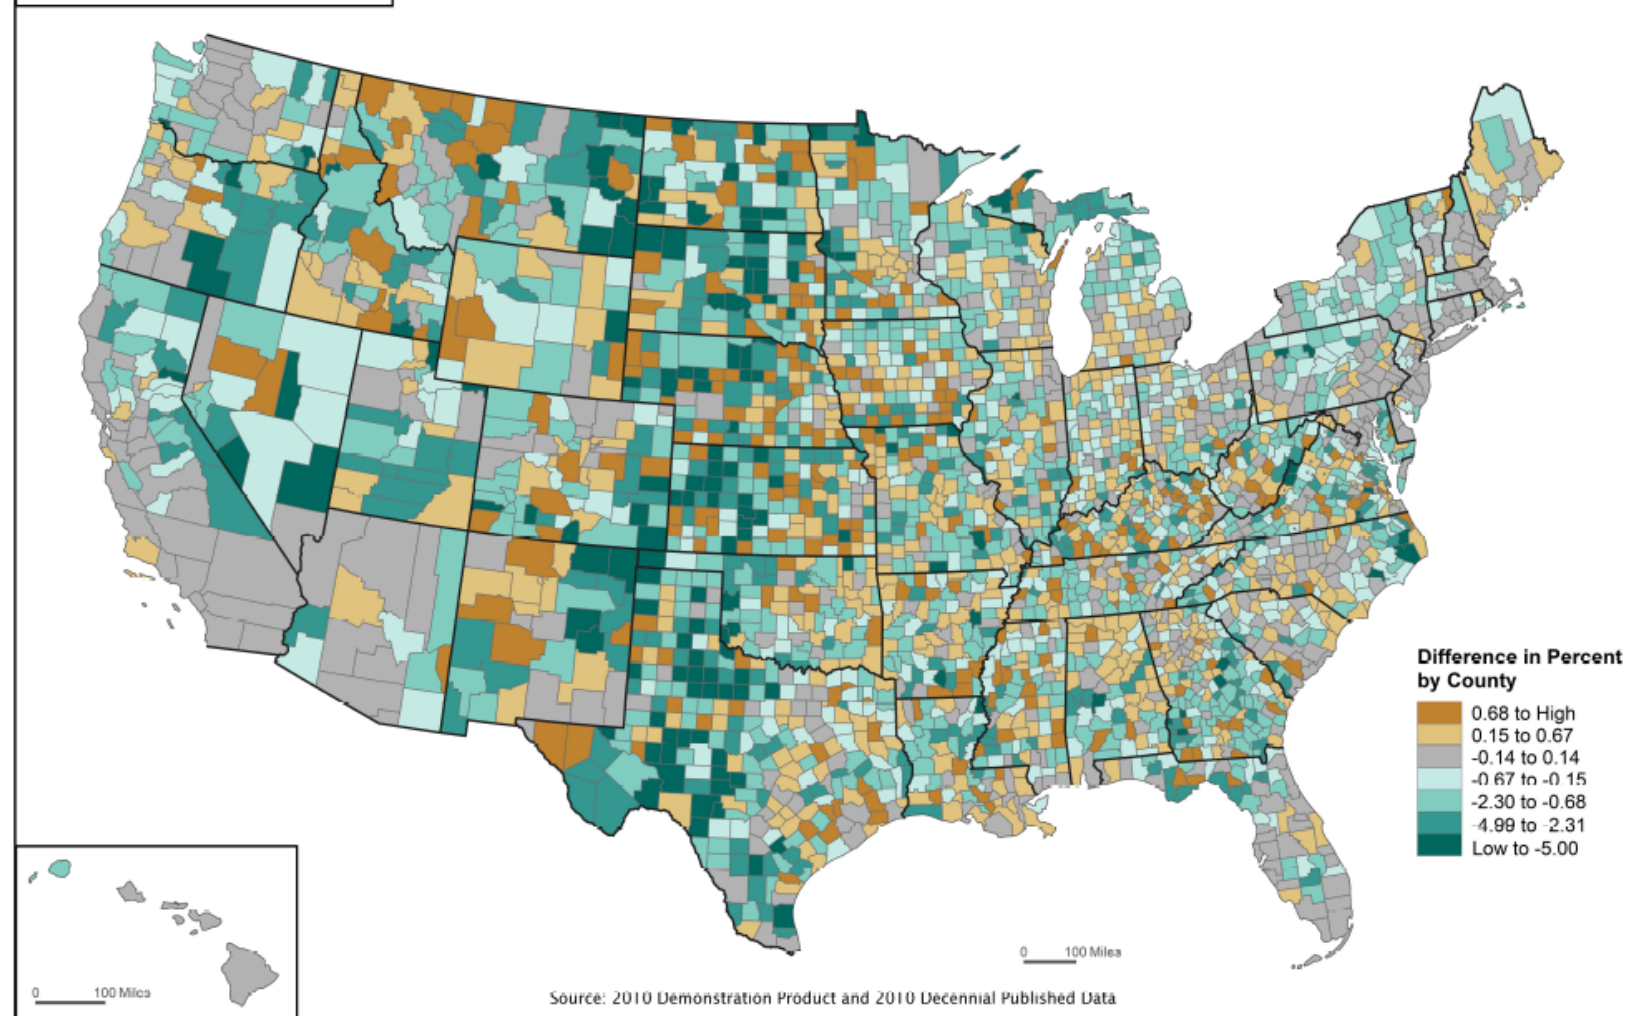 Difference in Percent
by County
0.68 to High
0.15 to 0.67
-0.14 to 0.14
-0.67 to -0.15
-2.30 to -0.68
-4.99 to -2.31
Low to -5.00
0 100 Miles
0 100 Miles
Source: 2010 Demonstration Product and 2010 Decennial Published Data